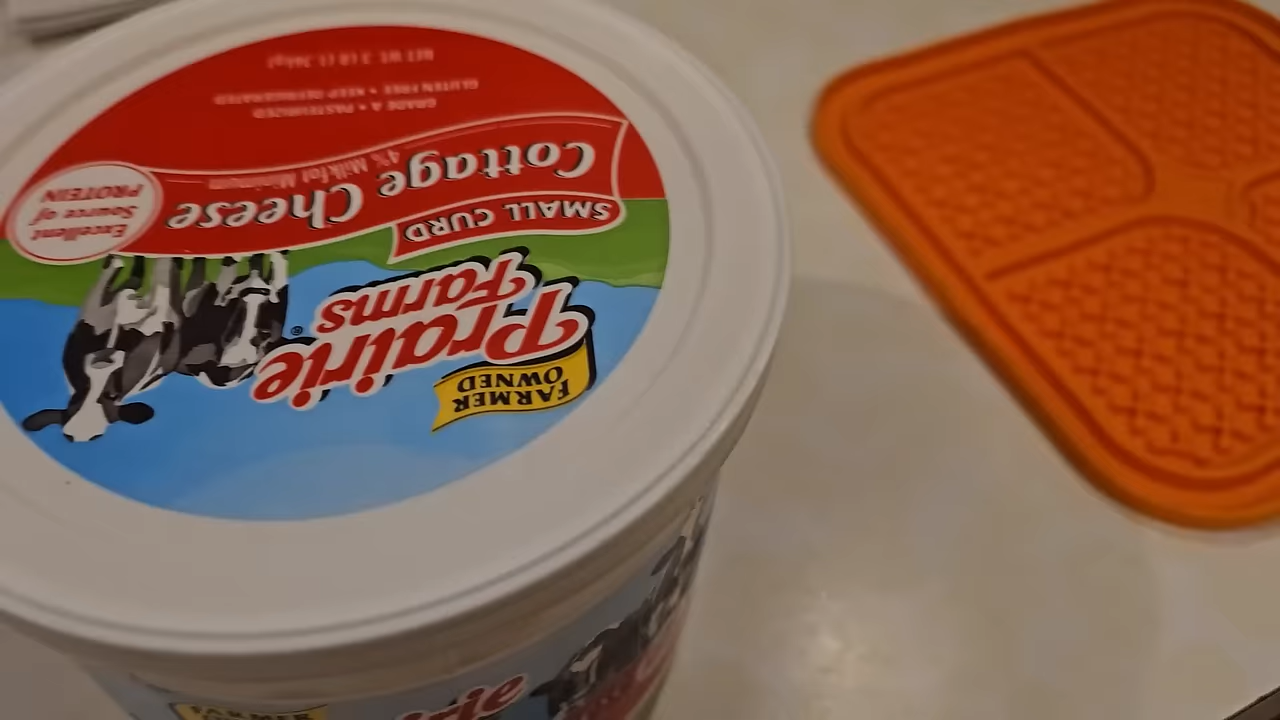 FARMER
OWNED
Prairie
Farms®
SMALL CURD
Cottage Cheese
4% Milkfat Minimum
Excellent
Source of
PROTEIN
GRADE A • PASTEURIZED
GLUTEN FREE • KEEP REFRIGERATED
NET WT 3 LB
FARMER